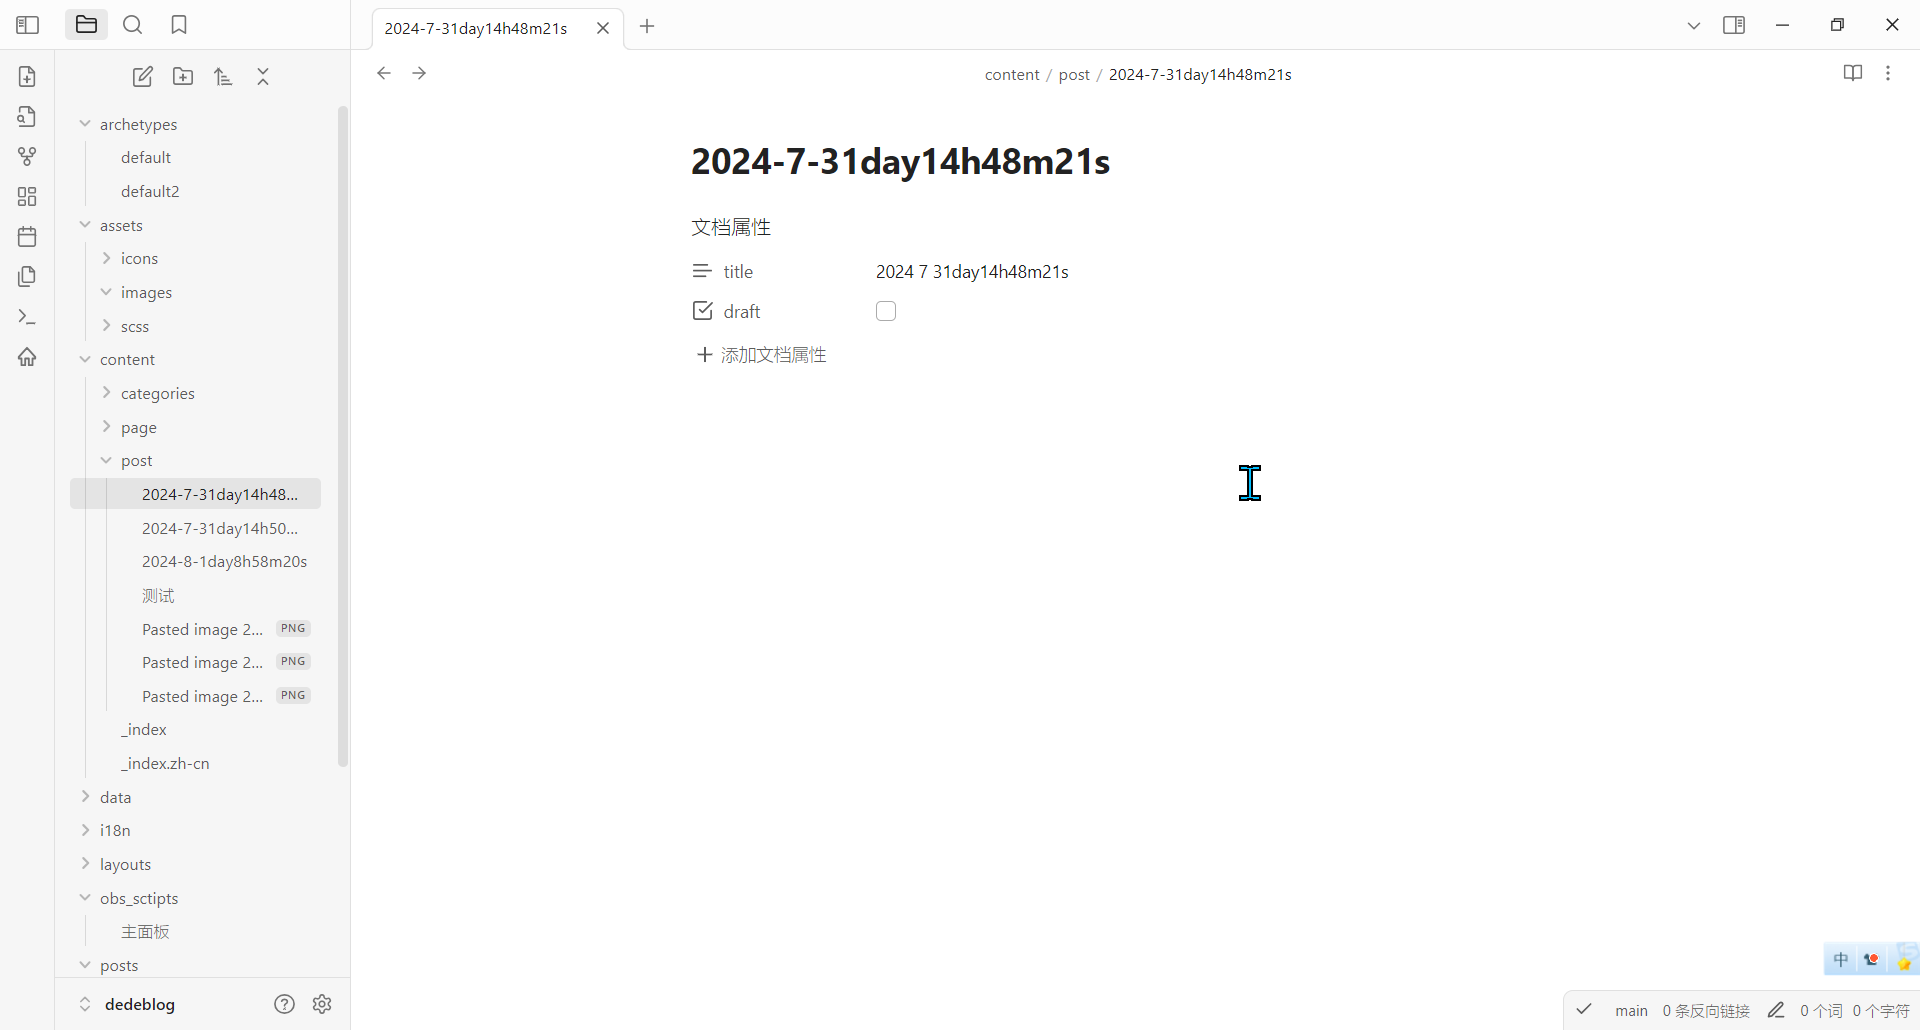 2024-7-31day14h48m21s
content / post / 2024-7-31day14h48m21s
archetypes
default
default2
assets
icons
images
scss
content
categories
page
post
2024-7-31day14h48...
2024-7-31day14h50...
2024-8-1day8h58m20s
测试
Pasted image 2... PNG
Pasted image 2... PNG
Pasted image 2... PNG
_index
_index.zh-cn
data
i18n
layouts
obs_sctipts
主面板
posts
dedeblog
2024-7-31day14h48m21s
文档属性
title 2024 7 31day14h48m21s
draft
添加文档属性
中
main 0 条反向链接 0 个词 0 个字符